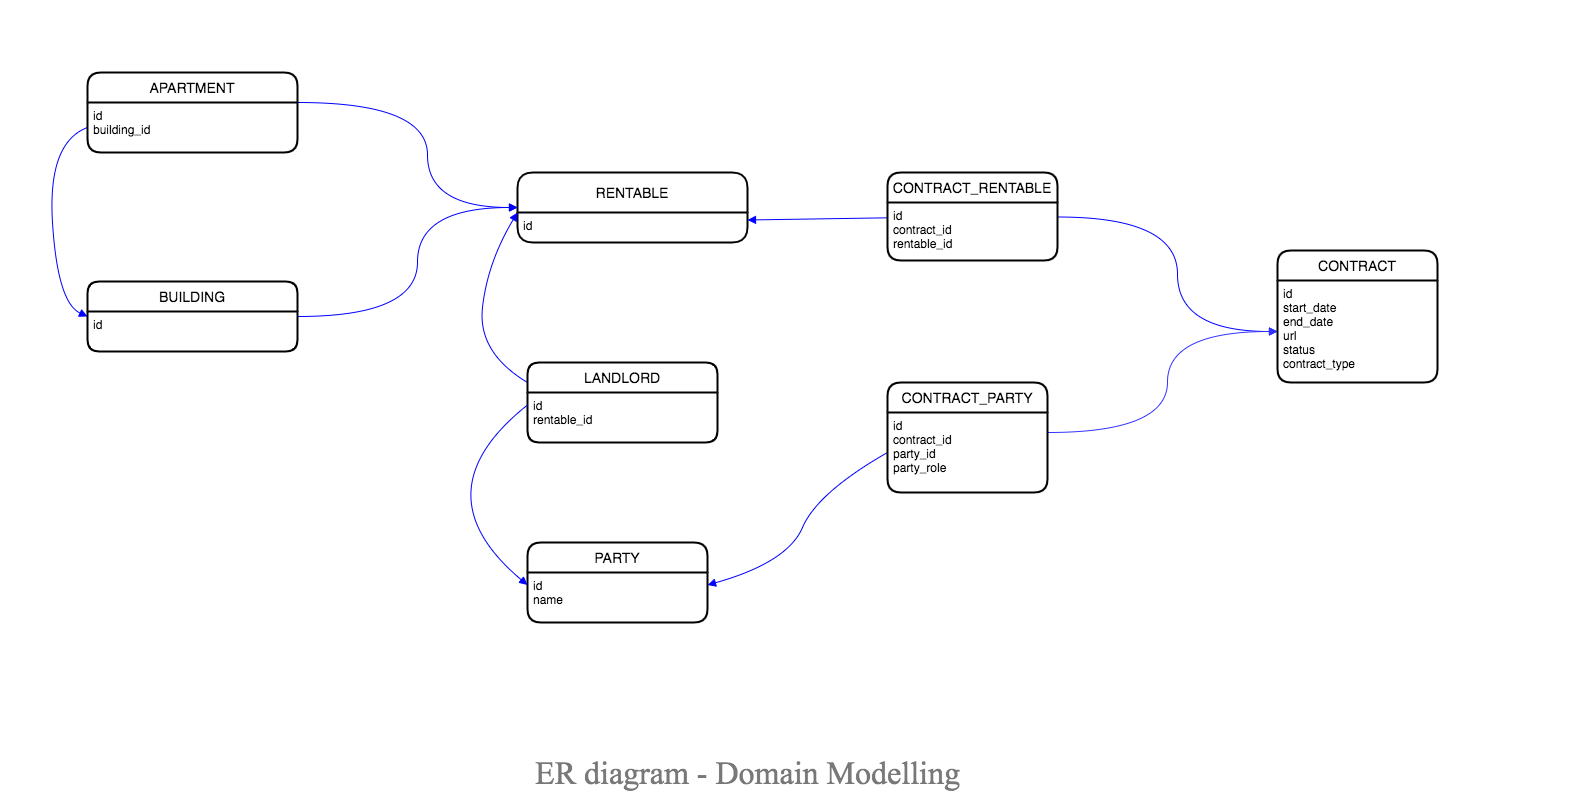 APARTMENT
id
building_id
BUILDING
id
RENTABLE
id
LANDLORD
id
rentable_id
PARTY
id
name
CONTRACT_RENTABLE
id
contract_id
rentable_id
CONTRACT_PARTY
id
contract_id
party_id
party_role
CONTRACT
id
start_date
end_date
url
status
contract_type
ER diagram - Domain Modelling